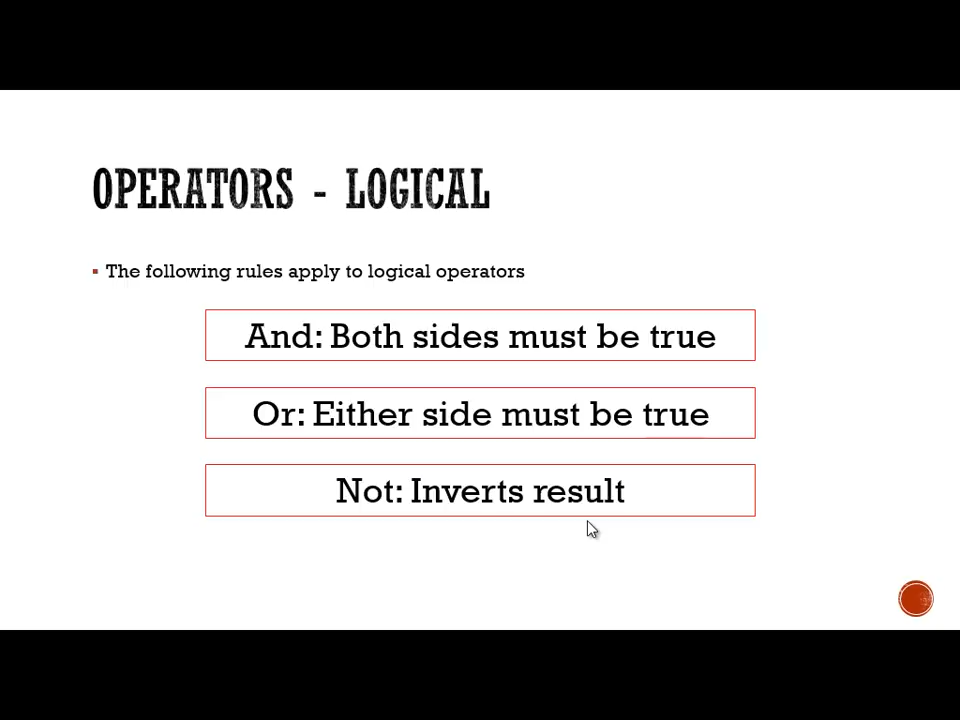 OPERATORS - LOGICAL
▪ The following rules apply to logical operators
And: Both sides must be true
Or: Either side must be true
Not: Inverts result